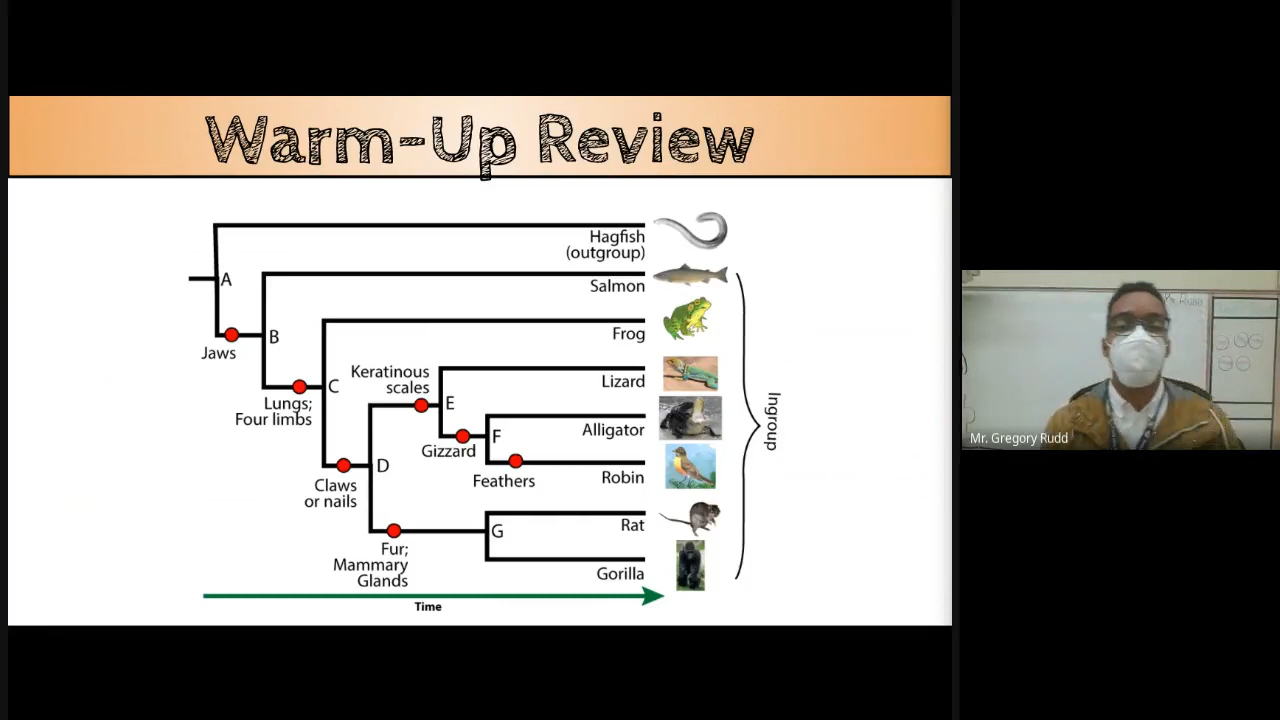 Warm-Up Review
Hagfish
(outgroup)
A
Salmon
B
Jaws
Frog
C
Lungs;
Four limbs
Keratinous
scales
Lizard
E
Alligator
F
Gizzard
Feathers
Robin
D
Claws
or nails
Rat
G
Fur;
Mammary
Glands
Gorilla
Time
Ingroup
Mr. Gregory Rudd